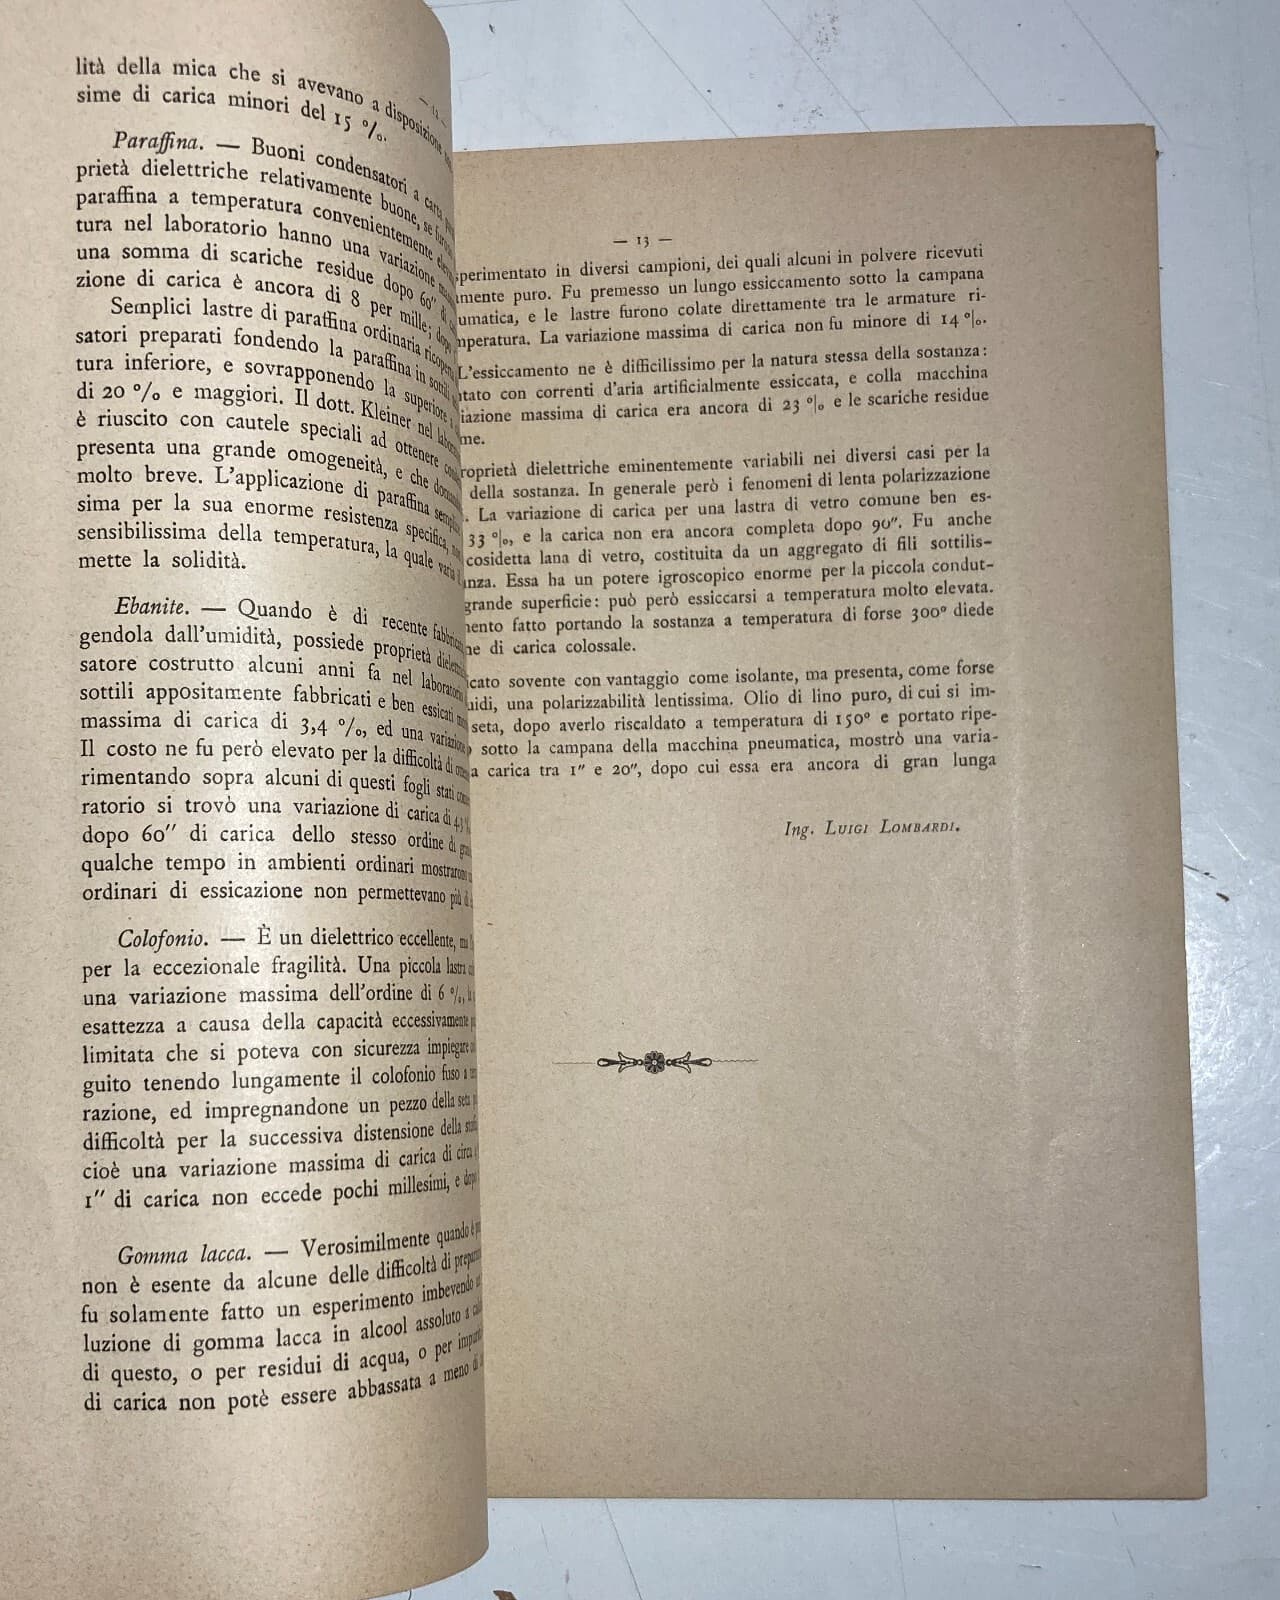 — 12 —
lità della mica che si avevano a disposizione
sime di carica minori del 15 %.
Paraffina. — Buoni condensatori a carta
prietà dielettriche relativamente buone, se furono
paraffina a temperatura convenientemente
tura nel laboratorio hanno una variazione
una somma di scariche residue dopo 60″ di
zione di carica è ancora di 8 per mille; dopo
Semplici lastre di paraffina ordinaria
satori preparati fondendo la paraffina in sottili
tura inferiore, e sovrapponendo la superiore
di 20 % e maggiori. Il dott. Kleiner nel
è riuscito con cautele speciali ad ottenere
presenta una grande omogeneità, e che
molto breve. L'applicazione di paraffina
sima per la sua enorme resistenza specifica, non
sensibilissima della temperatura, la quale varia
mette la solidità.
Ebanite. — Quando è di recente
gendola dall'umidità, possiede proprietà
satore costrutto alcuni anni fa nel
sottili appositamente fabbricati e ben essicati
massima di carica di 3,4 %, ed una variazione
Il costo ne fu però elevato per la difficoltà di
rimentando sopra alcuni di questi fogli stati
ratorio si trovò una variazione di carica di 43
dopo 60″ di carica dello stesso ordine di
qualche tempo in ambienti ordinari mostrarono
ordinari di essicazione non permettevano più di
Colofonio. — È un dielettrico eccellente, ma
per la eccezionale fragilità. Una piccola lastra
una variazione massima dell'ordine di 6 %, la
esattezza a causa della capacità eccessivamente
limitata che si poteva con sicurezza impiegare
guito tenendo lungamente il colofonio fuso a
razione, ed impregnandone un pezzo della seta
difficoltà per la successiva distensione della
cioè una variazione massima di carica di circa
1″ di carica non eccede pochi millesimi, e dopo
Gomma lacca. — Verosimilmente quando è
non è esente da alcune delle difficoltà di
fu solamente fatto un esperimento imbevendo
luzione di gomma lacca in alcool assoluto a
di questo, o per residui di acqua, o per
di carica non potè essere abbassata a meno di
— 13 —
sperimentato in diversi campioni, dei quali alcuni in polvere ricevuti
mente puro. Fu premesso un lungo essiccamento sotto la campana
umatica, e le lastre furono colate direttamente tra le armature ri-
mperatura. La variazione massima di carica non fu minore di 14 %.
L'essiccamento ne è difficilissimo per la natura stessa della sostanza:
tato con correnti d'aria artificialmente essiccata, e colla macchina
iazione massima di carica era ancora di 23 % e le scariche residue
me.
roprietà dielettriche eminentemente variabili nei diversi casi per la
della sostanza. In generale però i fenomeni di lenta polarizzazione
. La variazione di carica per una lastra di vetro comune ben es-
33 %, e la carica non era ancora completa dopo 90″. Fu anche
cosidetta lana di vetro, costituita da un aggregato di fili sottilis-
nza. Essa ha un potere igroscopico enorme per la piccola condut-
grande superficie: può però essiccarsi a temperatura molto elevata.
mento fatto portando la sostanza a temperatura di forse 300° diede
ne di carica colossale.
cato sovente con vantaggio come isolante, ma presenta, come forse
uidi, una polarizzabilità lentissima. Olio di lino puro, di cui si im-
seta, dopo averlo riscaldato a temperatura di 150° e portato ripe-
sotto la campana della macchina pneumatica, mostrò una varia-
a carica tra 1″ e 20″, dopo cui essa era ancora di gran lunga
Ing. Luigi Lombardi.